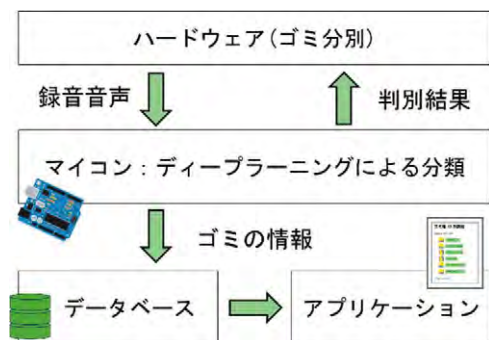 ハードウェア(ゴミ分別)
録音音声
判別結果
マイコン:ディープラーニングによる分類
ゴミの情報
データベース
アプリケーション